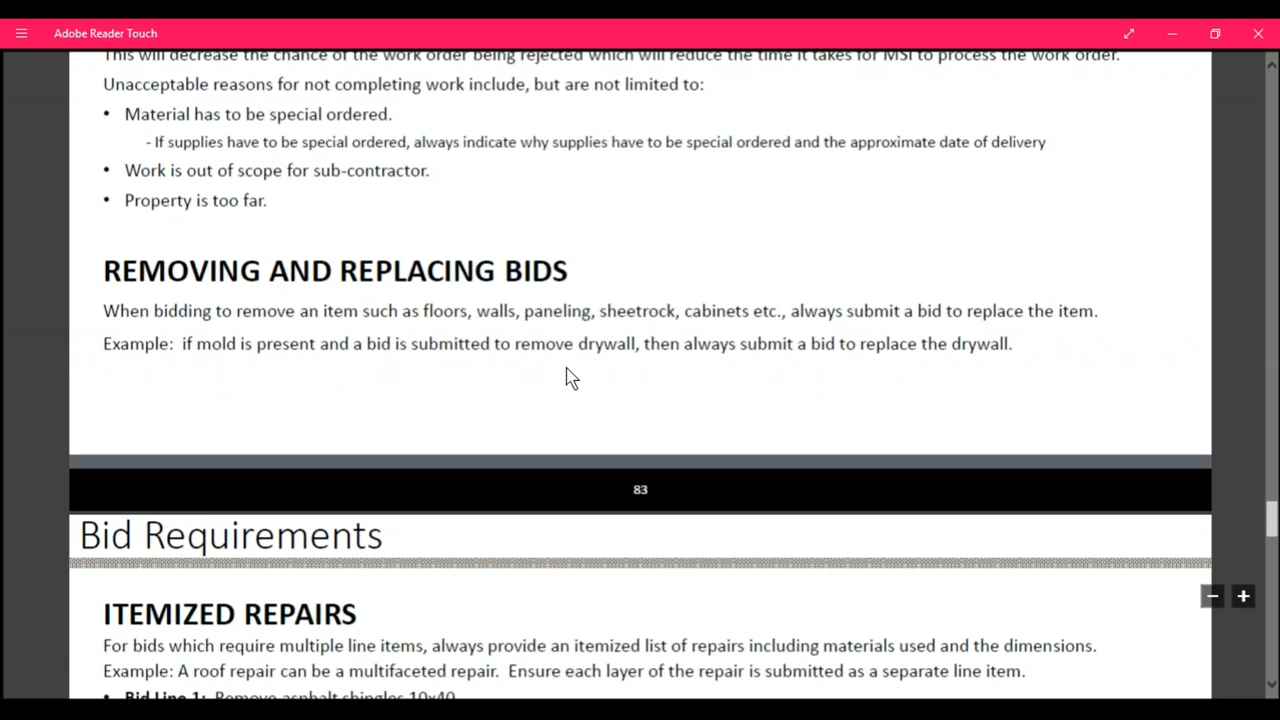 Adobe Reader Touch
This will decrease the chance of the work order being rejected which will reduce the time it takes for MSI to process the work order.
Unacceptable reasons for not completing work include, but are not limited to:
• Material has to be special ordered.
- If supplies have to be special ordered, always indicate why supplies have to be special ordered and the approximate date of delivery
• Work is out of scope for sub-contractor.
• Property is too far.
REMOVING AND REPLACING BIDS
When bidding to remove an item such as floors, walls, paneling, sheetrock, cabinets etc., always submit a bid to replace the item.
Example:  if mold is present and a bid is submitted to remove drywall, then always submit a bid to replace the drywall.
83
Bid Requirements
ITEMIZED REPAIRS
For bids which require multiple line items, always provide an itemized list of repairs including materials used and the dimensions.
Example: A roof repair can be a multifaceted repair.  Ensure each layer of the repair is submitted as a separate line item.
• Bid Line 1:  Remove asphalt shingles 10x40